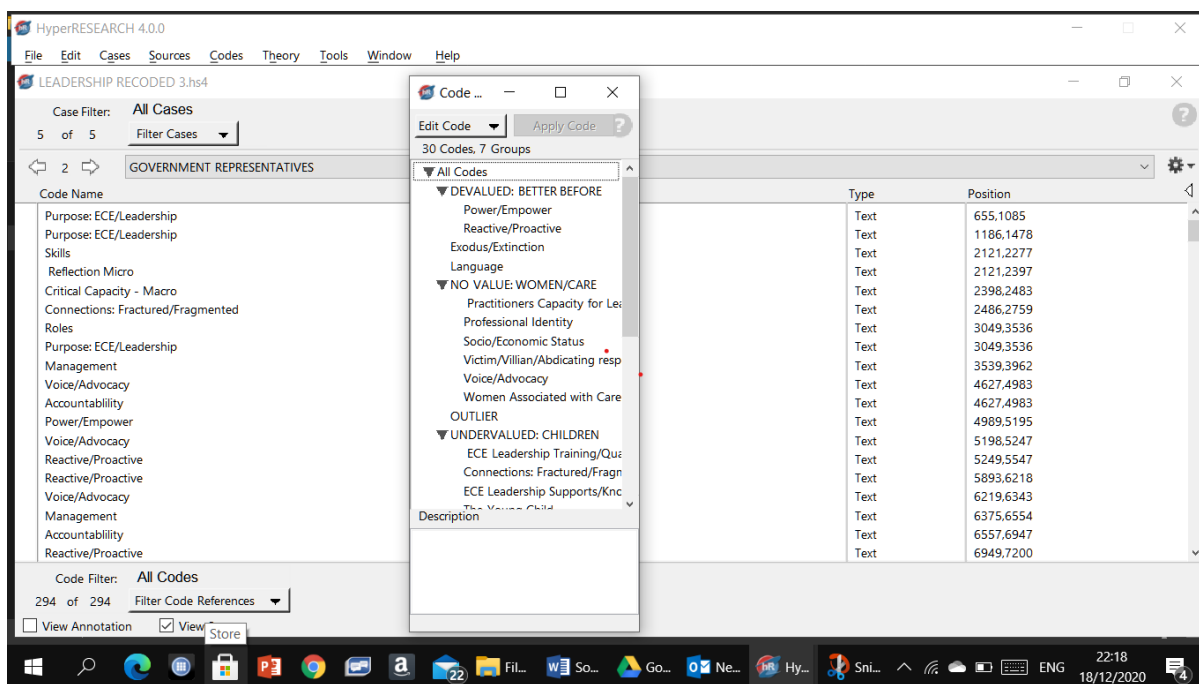 HyperRESEARCH 4.0.0
File Edit Cases Sources Codes Theory Tools Window Help
LEADERSHIP RECODED 3.hs4
Case Filter: All Cases
5 of 5 Filter Cases
2 GOVERNMENT REPRESENTATIVES
Code Name Type Position
Purpose: ECE/Leadership Text 655,1085
Purpose: ECE/Leadership Text 1186,1478
Skills Text 2121,2277
Reflection Micro Text 2121,2397
Critical Capacity - Macro Text 2398,2483
Connections: Fractured/Fragmented Text 2486,2759
Roles Text 3049,3536
Purpose: ECE/Leadership Text 3049,3536
Management Text 3539,3962
Voice/Advocacy Text 4627,4983
Accountablility Text 4627,4983
Power/Empower Text 4989,5195
Voice/Advocacy Text 5198,5247
Reactive/Proactive Text 5249,5547
Reactive/Proactive Text 5893,6218
Voice/Advocacy Text 6219,6343
Management Text 6375,6554
Accountablility Text 6557,6947
Reactive/Proactive Text 6949,7200
Code Filter: All Codes
294 of 294 Filter Code References
View Annotation View
Store
Code ...
Edit Code Apply Code ?
30 Codes, 7 Groups
All Codes
DEVALUED: BETTER BEFORE
Power/Empower
Reactive/Proactive
Exodus/Extinction
Language
NO VALUE: WOMEN/CARE
Practitioners Capacity for Lea
Professional Identity
Socio/Economic Status
Victim/Villian/Abdicating resp
Voice/Advocacy
Women Associated with Care
OUTLIER
UNDERVALUED: CHILDREN
ECE Leadership Training/Qua
Connections: Fractured/Fragn
ECE Leadership Supports/Knc
The Young Child
Description
22 Fil... So... Go... Ne... Hy... Sni... ENG 22:18
18/12/2020 4